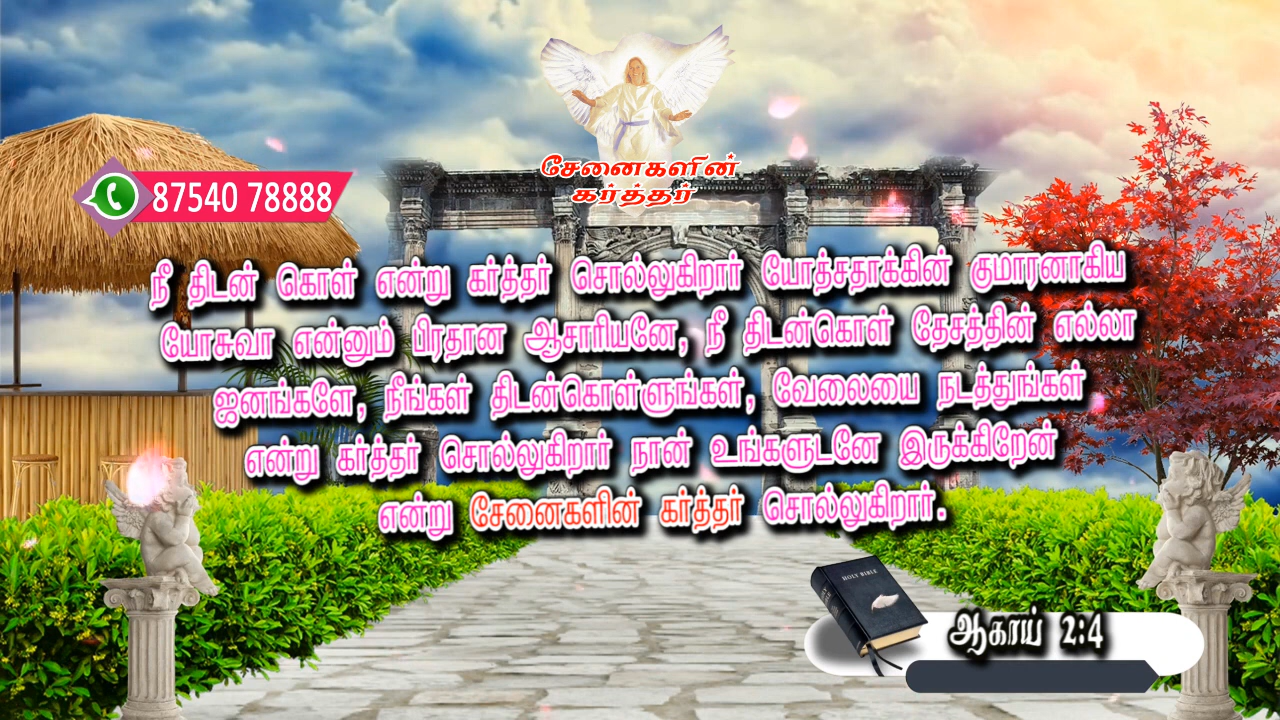 சேனைகளின்
கர்த்தர்
87540 78888
நீ திடன் கொள் என்று கர்த்தர் சொல்லுகிறார் யோத்சதாக்கின் குமாரனாகிய
யோசுவா என்னும் பிரதான ஆசாரியனே, நீ திடன்கொள் தேசத்தின் எல்லா
ஜனங்களே, நீங்கள் திடன்கொள்ளுங்கள், வேலையை நடத்துங்கள்
என்று கர்த்தர் சொல்லுகிறார் நான் உங்களுடனே இருக்கிறேன்
என்று சேனைகளின் கர்த்தர் சொல்லுகிறார்.
HOLY BIBLE
ஆகாய் 2:4